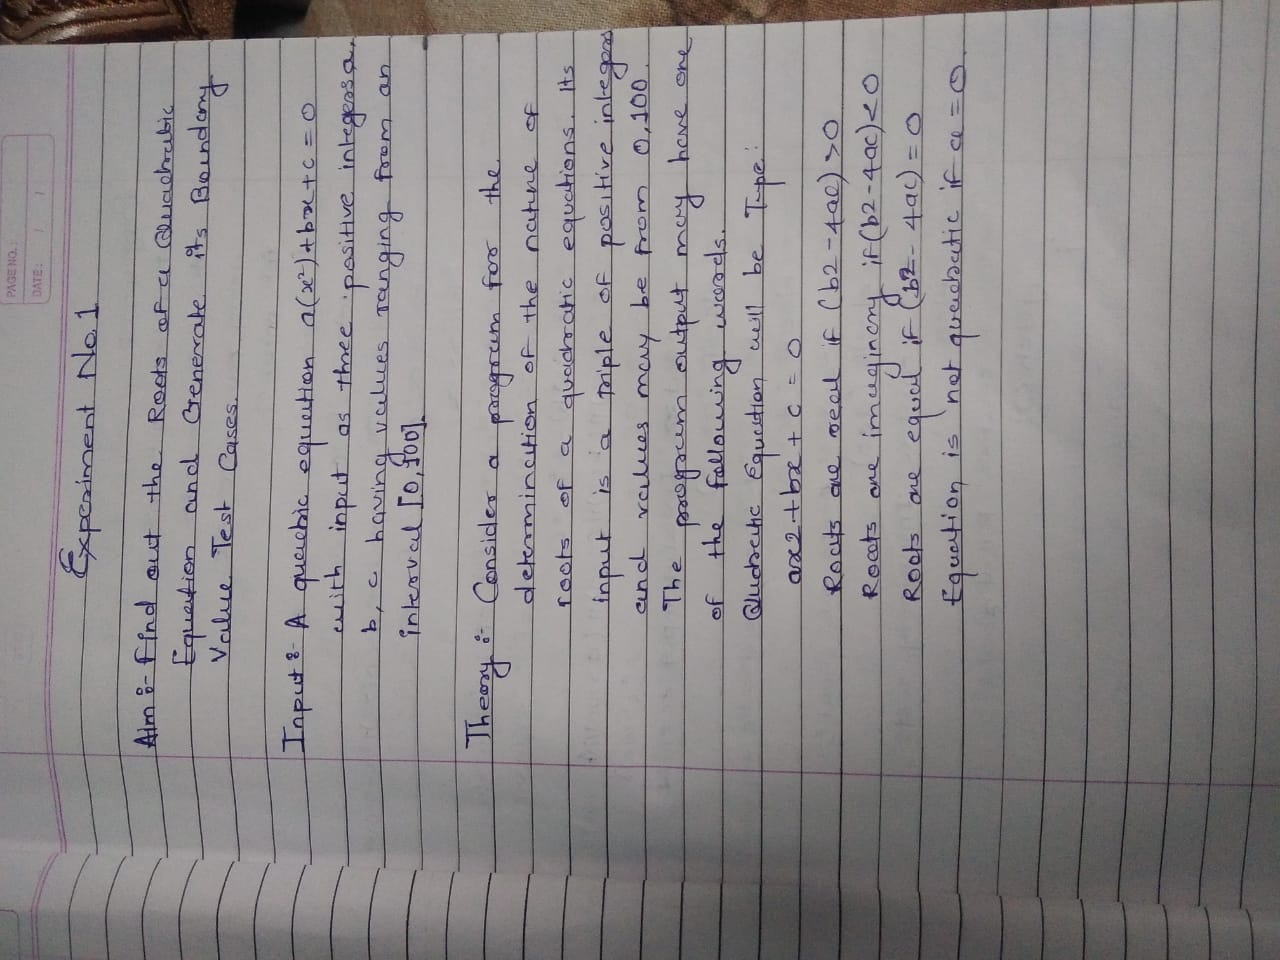 PAGE NO.:
DATE: / /
Experiment No.1
Aim :- Find out the Roots of a Quadratic
Equation and Generate its Boundary
Value Test Cases.
Input :- A quadric equation a(x²)+bx+c=0
with input as three positive integers a,
b, c having values ranging from an
interval [0,100].
Theory :- Consider a program for the
determination of the nature of
roots of a quadratic equations. Its
input is a triple of positive integers
and values may be from 0,100.
The program output may have one
of the following words.
Quadratic Equation will be Type:
ax2+bx+c=0
Roots are real if (b2-4ac)>0
Roots are imaginary if (b2-4ac)<0
Roots are equal if (b2-4ac)=0
Equation is not quadratic if a=0.